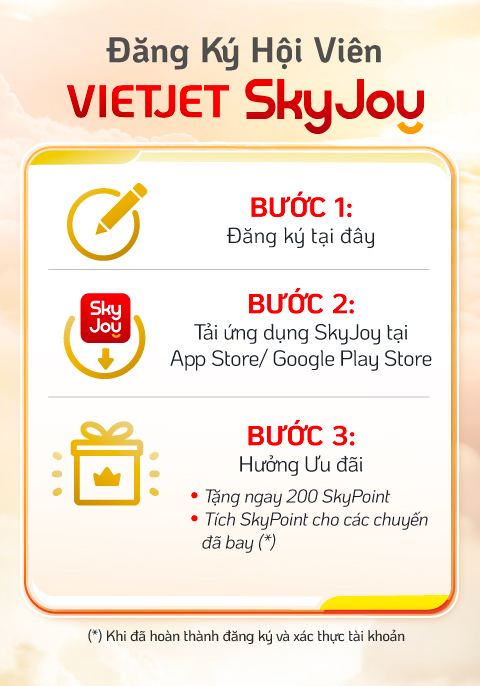 Đăng Ký Hội Viên
VIETJET SkyJoy
BƯỚC 1:
Đăng ký tại đây
Sky
Joy
BƯỚC 2:
Tải ứng dụng SkyJoy tại
App Store/ Google Play Store
BƯỚC 3:
Hưởng Ưu đãi
• Tặng ngay 200 SkyPoint
• Tích SkyPoint cho các chuyến
đã bay (*)
(*) Khi đã hoàn thành đăng ký và xác thực tài khoản